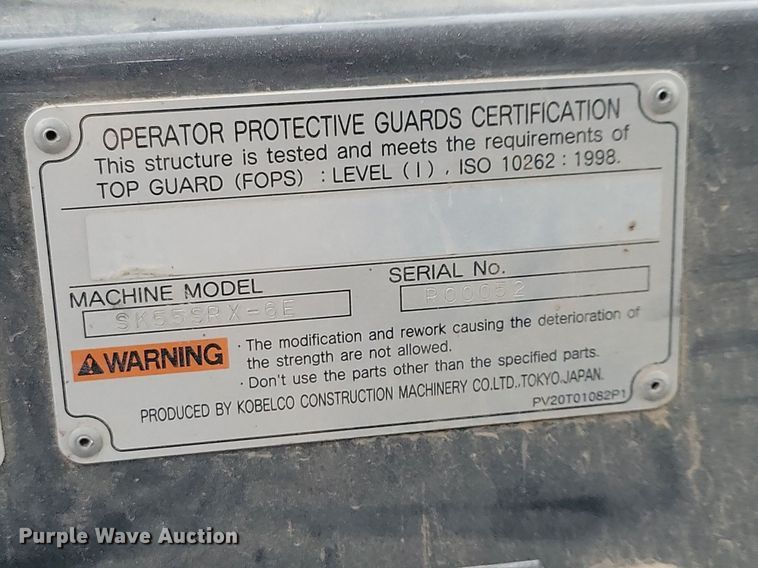 OPERATOR PROTECTIVE GUARDS CERTIFICATION
This structure is tested and meets the requirements of
TOP GUARD (FOPS) : LEVEL ( I ) , ISO 10262 : 1998.
MACHINE MODEL
SK55SRX-6E
SERIAL No.
P00052
WARNING
· The modification and rework causing the deterioration of
the strength are not allowed.
· Don't use the parts other than the specified parts.
PRODUCED BY KOBELCO CONSTRUCTION MACHINERY CO.LTD.,TOKYO.JAPAN.
PV20T01082P1
Purple Wave Auction